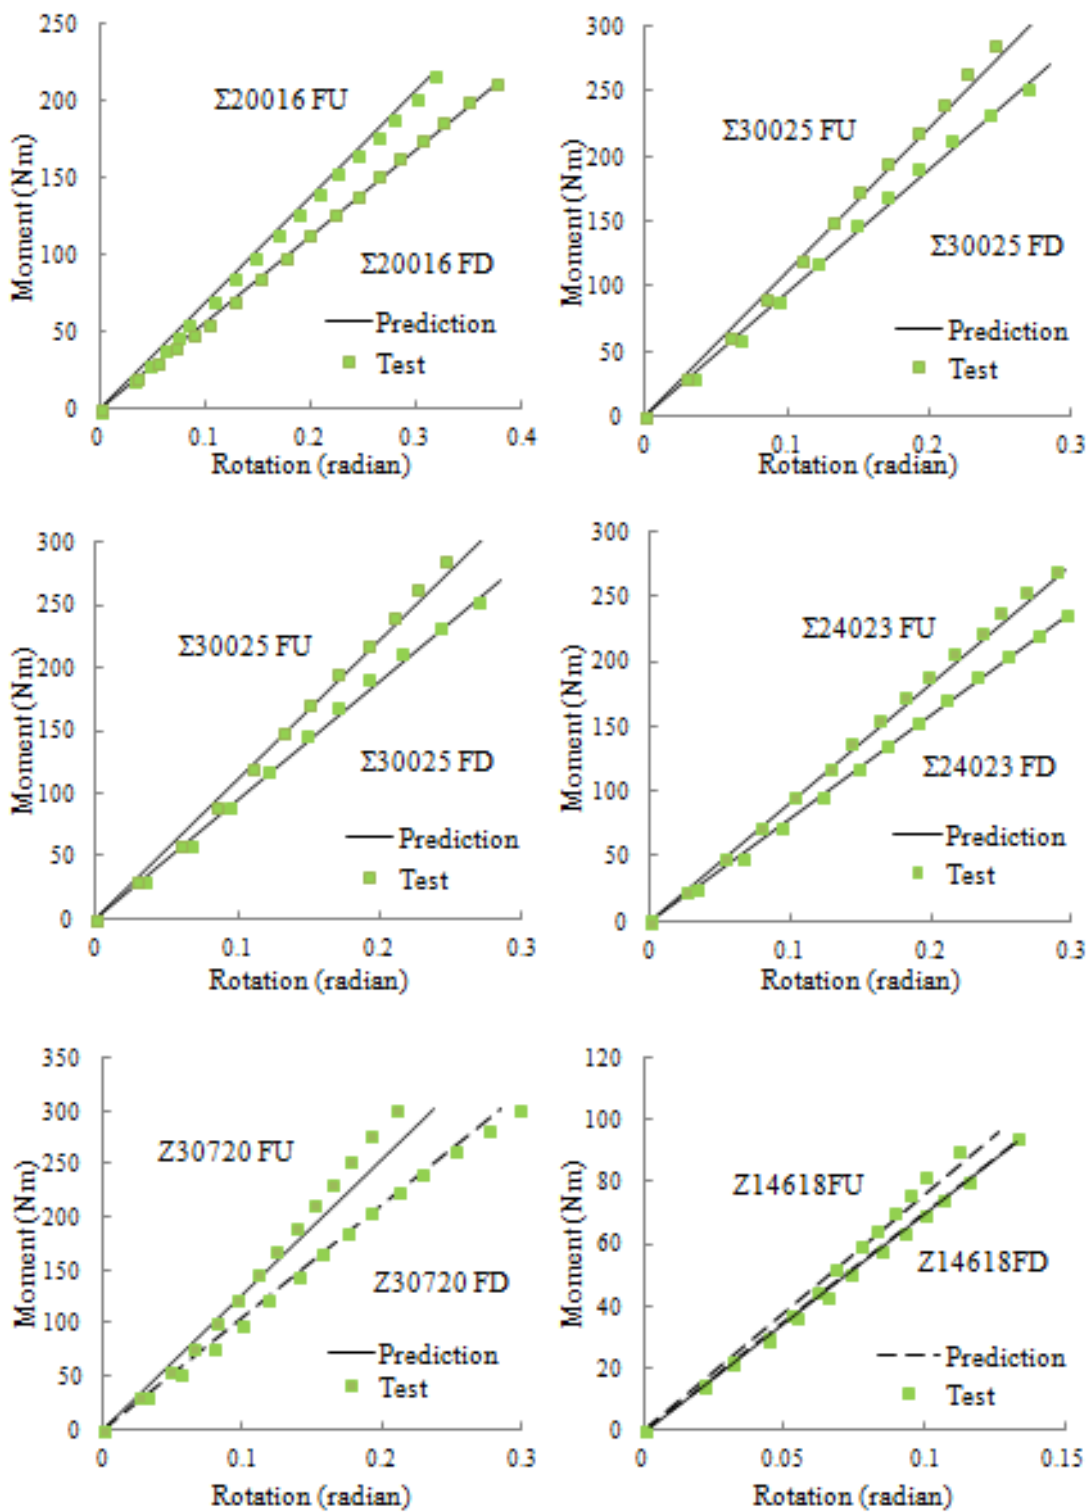 250
200
150
100
50
0
Moment (Nm)
Σ20016 FU
Σ20016 FD
Prediction
Test
0 0.1 0.2 0.3 0.4
Rotation (radian)
300
250
200
150
100
50
0
Moment (Nm)
Σ30025 FU
Σ30025 FD
Prediction
Test
0 0.1 0.2 0.3
Rotation (radian)
300
250
200
150
100
50
0
Moment (Nm)
Σ30025 FU
Σ30025 FD
Prediction
Test
0 0.1 0.2 0.3
Rotation (radian)
300
250
200
150
100
50
0
Moment (Nm)
Σ24023 FU
Σ24023 FD
Prediction
Test
0 0.1 0.2 0.3
Rotation (radian)
350
300
250
200
150
100
50
0
Moment (Nm)
Z30720 FU
Z30720 FD
Prediction
Test
0 0.1 0.2 0.3
Rotation (radian)
120
100
80
60
40
20
0
Moment (Nm)
Z14618FU
Z14618FD
Prediction
Test
0 0.05 0.1 0.15
Rotation (radian)